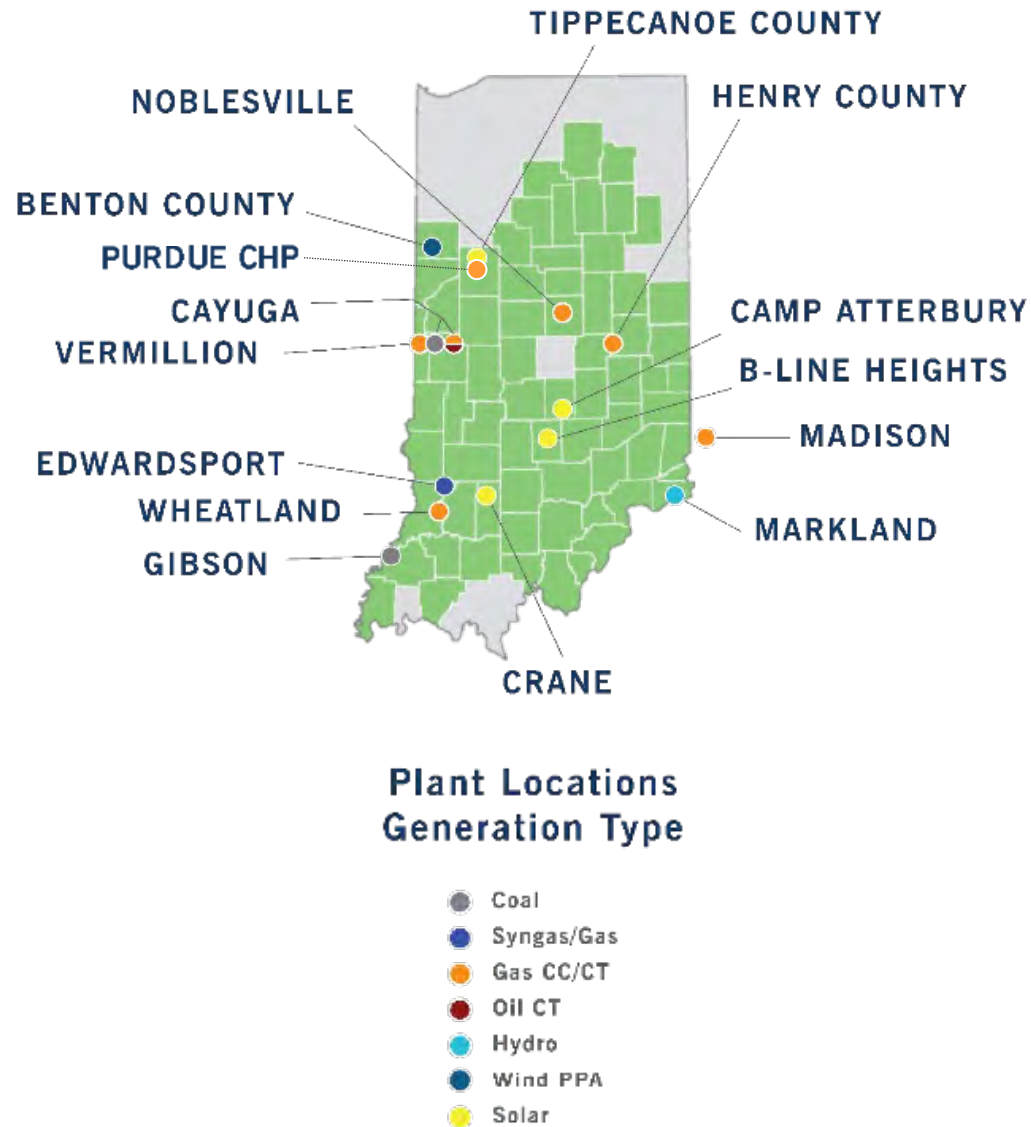 TIPPECANOE COUNTY
NOBLESVILLE
HENRY COUNTY
BENTON COUNTY
PURDUE CHP
CAYUGA
CAMP ATTERBURY
VERMILLION
B-LINE HEIGHTS
MADISON
EDWARDSPORT
WHEATLAND
MARKLAND
GIBSON
CRANE
Plant Locations
Generation Type
Coal
Syngas/Gas
Gas CC/CT
Oil CT
Hydro
Wind PPA
Solar